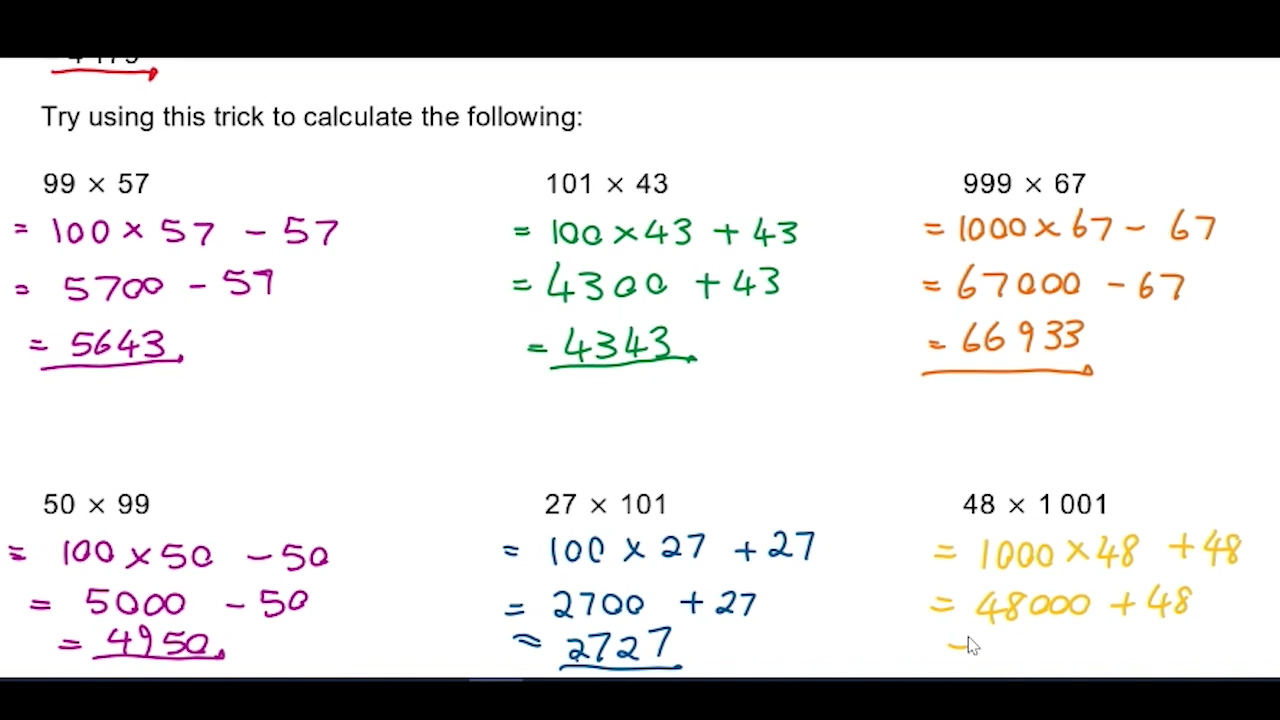 Try using this trick to calculate the following:
99 × 57
= 100 × 57 - 57
= 5700 - 57
= 5643
101 × 43
= 100 × 43 + 43
= 4300 + 43
= 4343
999 × 67
= 1000 × 67 - 67
= 67000 - 67
= 66933
50 × 99
= 100 × 50 - 50
= 5000 - 50
= 4950
27 × 101
= 100 × 27 + 27
= 2700 + 27
= 2727
48 × 1 001
= 1000 × 48 + 48
= 48000 + 48